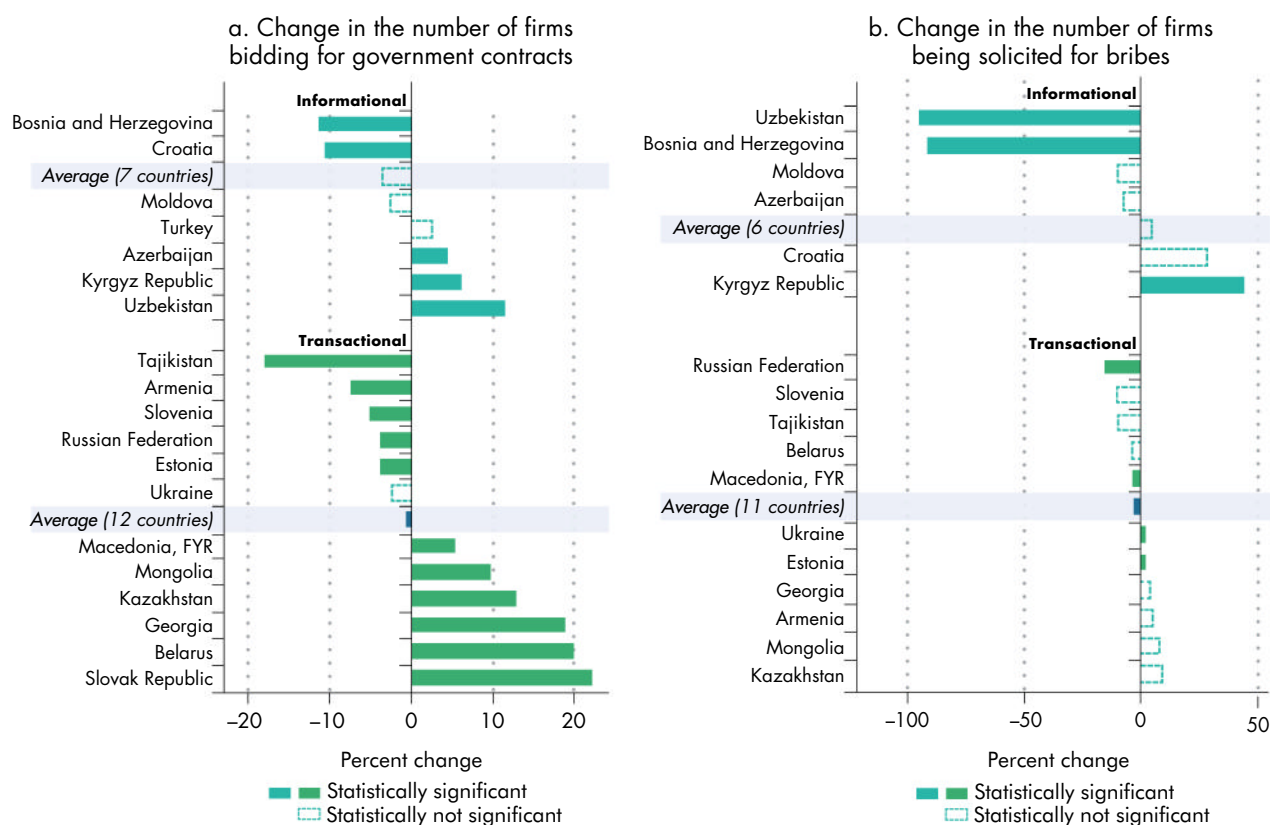 a. Change in the number of firms
bidding for government contracts
Informational
Bosnia and Herzegovina
Croatia
Average (7 countries)
Moldova
Turkey
Azerbaijan
Kyrgyz Republic
Uzbekistan
Transactional
Tajikistan
Armenia
Slovenia
Russian Federation
Estonia
Ukraine
Average (12 countries)
Macedonia, FYR
Mongolia
Kazakhstan
Georgia
Belarus
Slovak Republic
–20 –10 0 10 20
Percent change
Statistically significant
Statistically not significant
b. Change in the number of firms
being solicited for bribes
Informational
Uzbekistan
Bosnia and Herzegovina
Moldova
Azerbaijan
Average (6 countries)
Croatia
Kyrgyz Republic
Transactional
Russian Federation
Slovenia
Tajikistan
Belarus
Macedonia, FYR
Average (11 countries)
Ukraine
Estonia
Georgia
Armenia
Mongolia
Kazakhstan
–100 –50 0 50
Percent change
Statistically significant
Statistically not significant